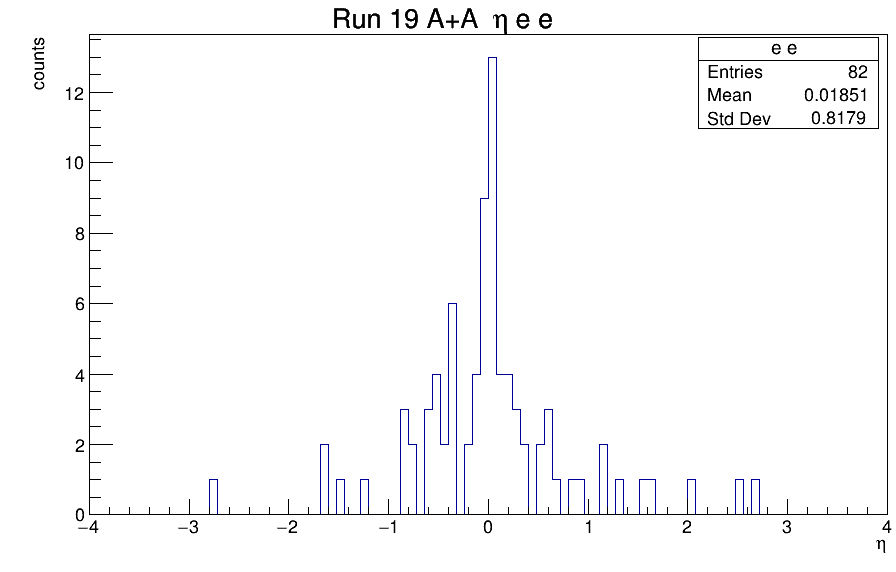 Run 19 A+A η e e
counts
e e
Entries 82
Mean 0.01851
Std Dev 0.8179
12
10
8
6
4
2
0
−4 −3 −2 −1 0 1 2 3 4
η